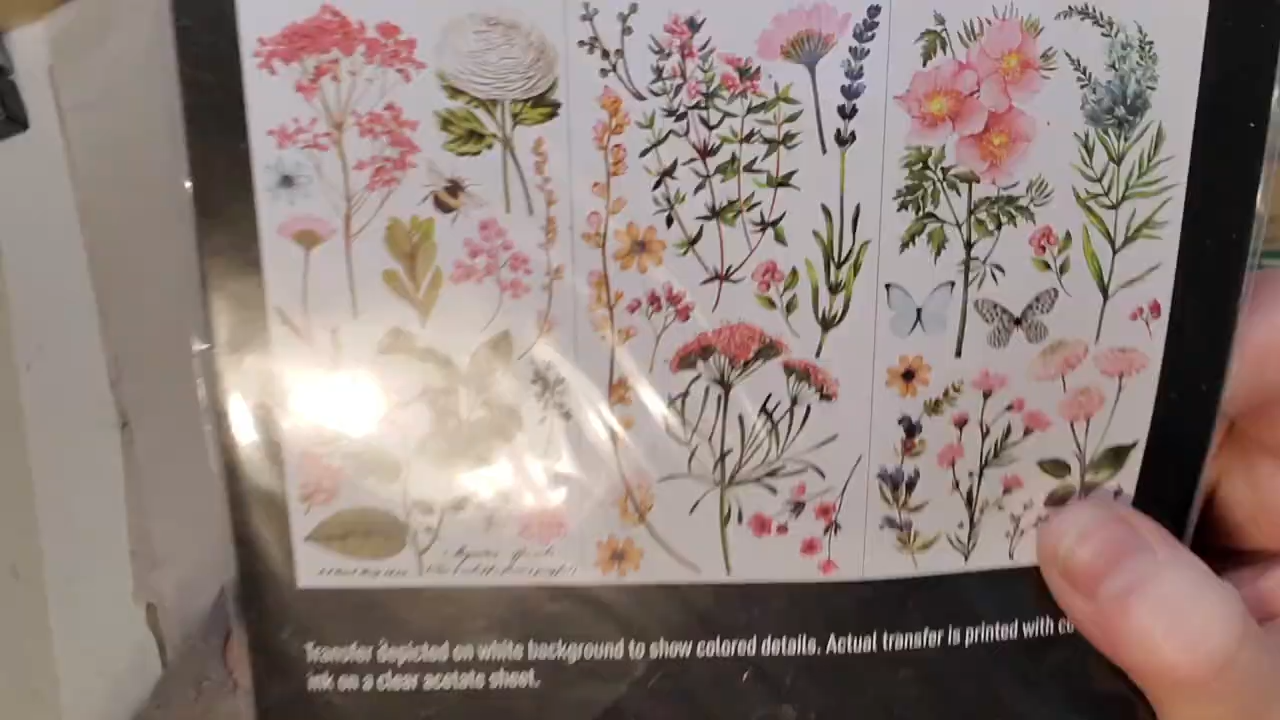 Transfer depicted on white background to show colored details. Actual transfer is printed with
ink on a clear acetate sheet.